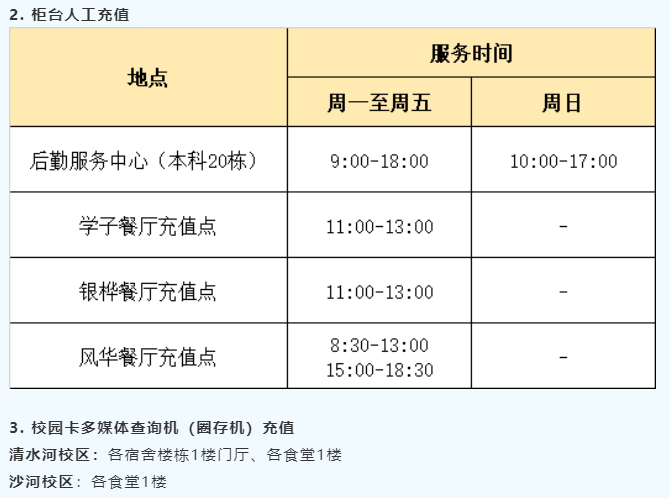 2. 柜台人工充值
地点
服务时间
周一至周五
周日
后勤服务中心（本科20栋）
9:00-18:00
10:00-17:00
学子餐厅充值点
11:00-13:00
-
银桦餐厅充值点
11:00-13:00
-
风华餐厅充值点
8:30-13:00
15:00-18:30
-
3. 校园卡多媒体查询机（圈存机）充值
清水河校区：各宿舍楼栋1楼门厅、各食堂1楼
沙河校区：各食堂1楼